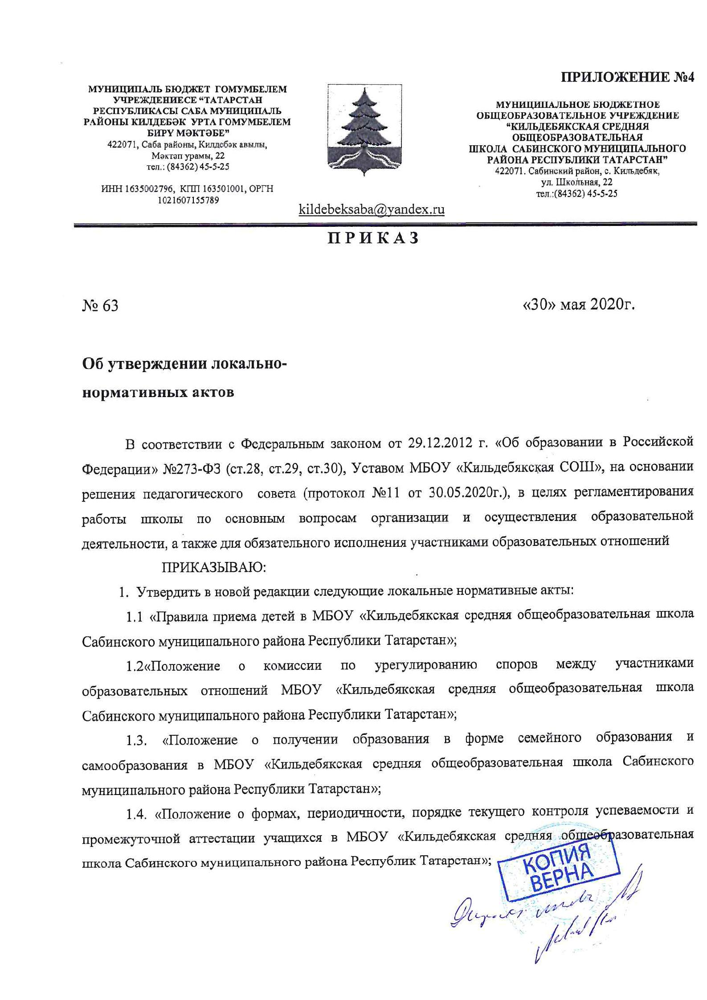 ПРИЛОЖЕНИЕ №4
МУНИЦИПАЛЬ БЮДЖЕТ ГОМУМБЕЛЕМ
УЧРЕЖДЕНИЕСЕ “ТАТАРСТАН
РЕСПУБЛИКАСЫ САБА МУНИЦИПАЛЬ
РАЙОНЫ КИЛДЕБӘК УРТА ГОМУМБЕЛЕМ
БИРҮ МӘКТӘБЕ”
422071, Саба районы, Килдебәк авылы,
Мәктәп урамы, 22
тел.: (84362) 45-5-25
ИНН 1635002796, КПП 163501001, ОРГН
1021607155789
МУНИЦИПАЛЬНОЕ БЮДЖЕТНОЕ
ОБЩЕОБРАЗОВАТЕЛЬНОЕ УЧРЕЖДЕНИЕ
“КИЛЬДЕБЯКСКАЯ СРЕДНЯЯ
ОБЩЕОБРАЗОВАТЕЛЬНАЯ
ШКОЛА САБИНСКОГО МУНИЦИПАЛЬНОГО
РАЙОНА РЕСПУБЛИКИ ТАТАРСТАН”
422071. Сабинский район, с. Кильдебяк,
ул. Школьная, 22
тел.:(84362) 45-5-25
kildebeksaba@yandex.ru
П Р И К А З
№ 63 «30» мая 2020г.
Об утверждении локально-
нормативных актов
В соответствии с Федеральным законом от 29.12.2012 г. «Об образовании в Российской
Федерации» №273-ФЗ (ст.28, ст.29, ст.30), Уставом МБОУ «Кильдебякская СОШ», на основании
решения педагогического совета (протокол №11 от 30.05.2020г.), в целях регламентирования
работы школы по основным вопросам организации и осуществления образовательной
деятельности, а также для обязательного исполнения участниками образовательных отношений
ПРИКАЗЫВАЮ:
1. Утвердить в новой редакции следующие локальные нормативные акты:
1.1 «Правила приема детей в МБОУ «Кильдебякская средняя общеобразовательная школа
Сабинского муниципального района Республики Татарстан»;
1.2«Положение о комиссии по урегулированию споров между участниками
образовательных отношений МБОУ «Кильдебякская средняя общеобразовательная школа
Сабинского муниципального района Республики Татарстан»;
1.3. «Положение о получении образования в форме семейного образования и
самообразования в МБОУ «Кильдебякская средняя общеобразовательная школа Сабинского
муниципального района Республики Татарстан»;
1.4. «Положение о формах, периодичности, порядке текущего контроля успеваемости и
промежуточной аттестации учащихся в МБОУ «Кильдебякская средняя общеобразовательная
школа Сабинского муниципального района Республик Татарстан»;
КОПИЯ
ВЕРНА